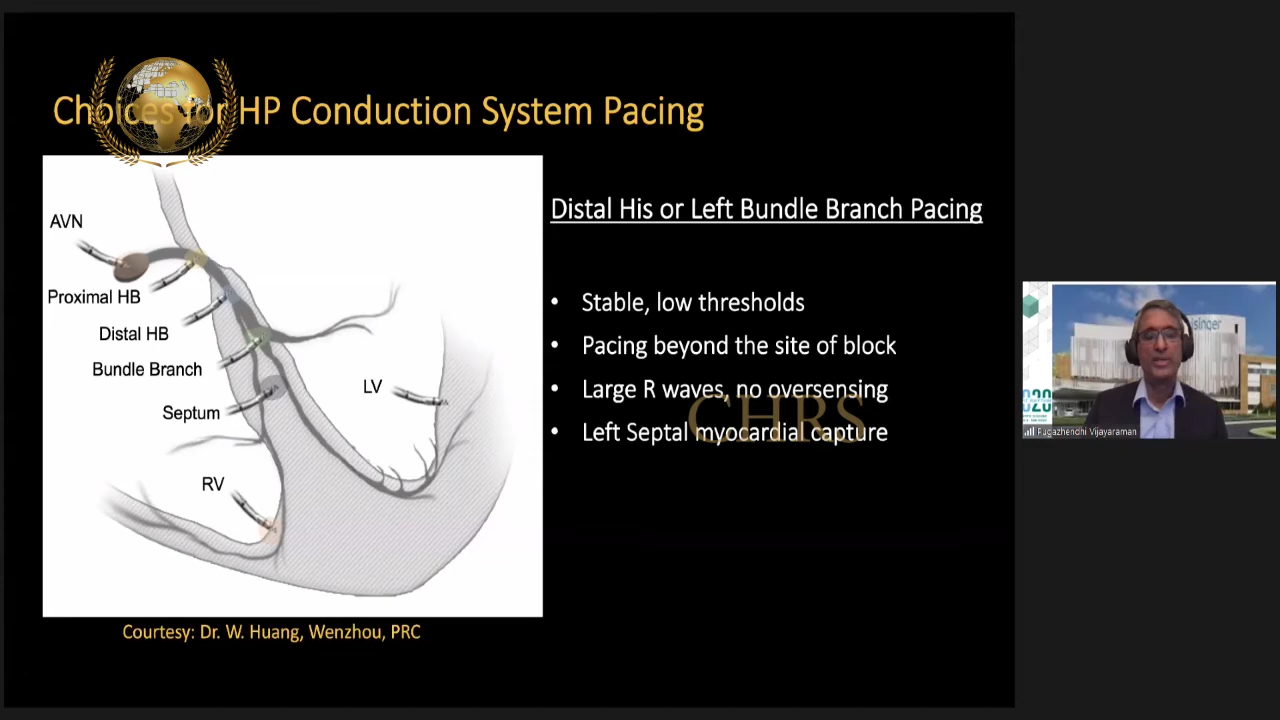 Choices for HP Conduction System Pacing
AVN
Proximal HB
Distal HB
Bundle Branch
Septum
LV
RV
Courtesy: Dr. W. Huang, Wenzhou, PRC
Distal His or Left Bundle Branch Pacing
• Stable, low thresholds
• Pacing beyond the site of block
• Large R waves, no oversensing
• Left Septal myocardial capture
CHRS
isinger
2020
Pugazhendhi Vijayaraman